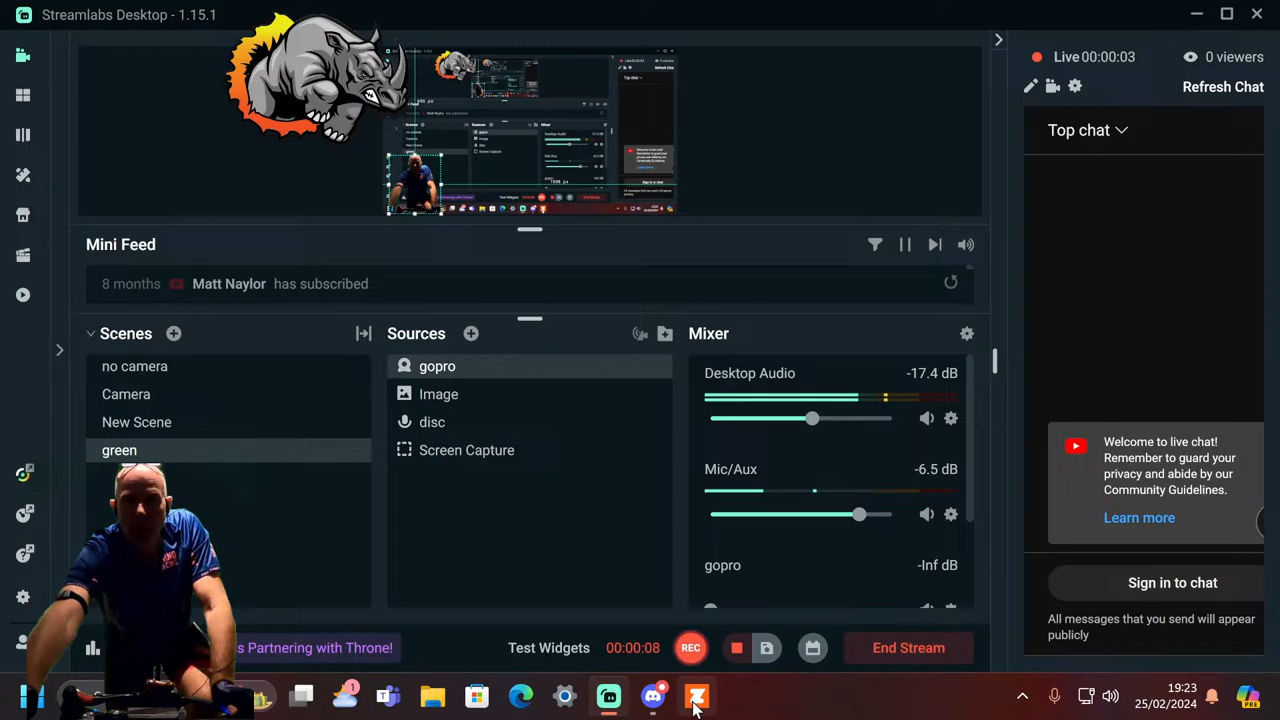 Streamlabs Desktop - 1.15.1
Live 00:00:03
0 viewers
Refresh Chat
Top chat
Mini Feed
8 months Matt Naylor has subscribed
Scenes
no camera
Camera
New Scene
green
Sources
gopro
Image
disc
Screen Capture
Mixer
Desktop Audio -17.4 dB
Mic/Aux -6.5 dB
gopro -Inf dB
Welcome to live chat!
Remember to guard your
privacy and abide by our
Community Guidelines.
Learn more
Sign in to chat
All messages that you send will appear
publicly
s Partnering with Throne!
Test Widgets 00:00:08 REC End Stream
19:23
25/02/2024
PRE